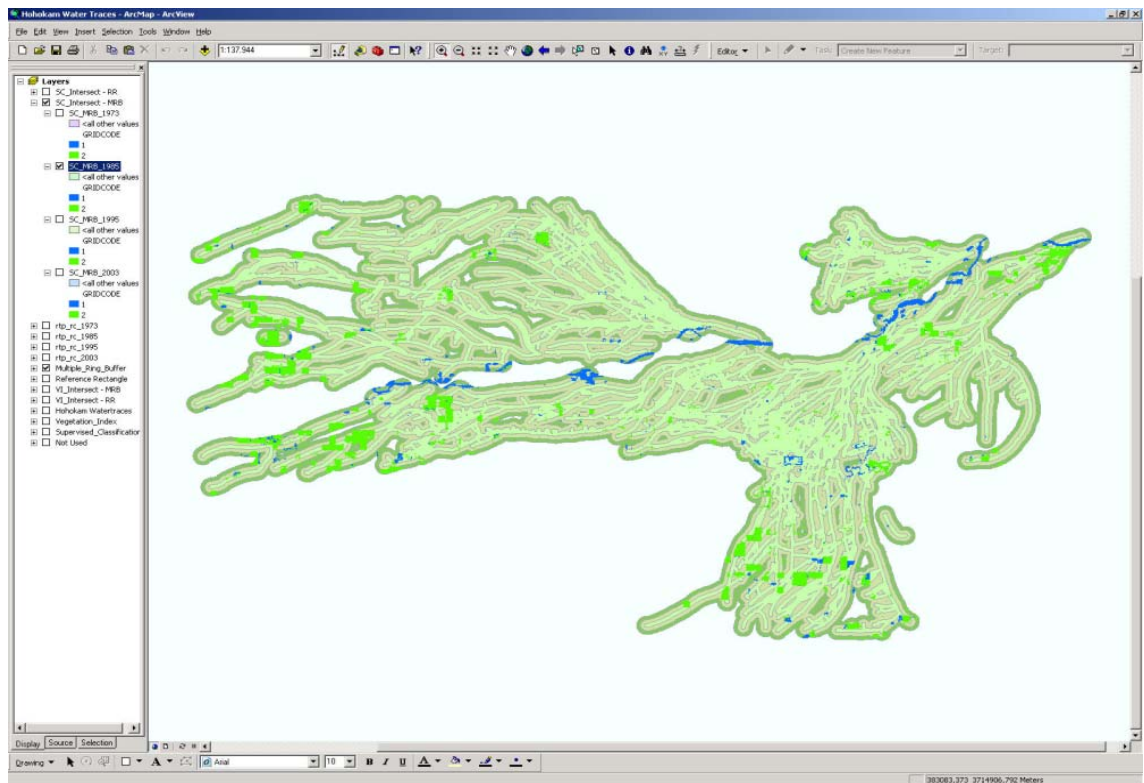 Hohokam Water Traces - ArcMap - ArcView
File Edit View Insert Selection Tools Window Help
1:137,944 Editor Task: Create New Feature Target:
Layers
SC_Intersect - RR
SC_Intersect - MRB
SC_MRB_1973
<all other values
GRIDCODE
1
2
SC_MRB_1985
<all other values
GRIDCODE
1
2
SC_MRB_1995
<all other values
GRIDCODE
1
2
SC_MRB_2003
<all other values
GRIDCODE
1
2
rtp_rc_1973
rtp_rc_1985
rtp_rc_1995
rtp_rc_2003
Multiple_Ring_Buffer
Reference Rectangle
VI_Intersect - MRB
VI_Intersect - RR
Hohokam Watertraces
Vegetation_Index
Supervised_Classification
Not Used
Display Source Selection
Drawing A Arial 10 B I U A
383083.373 3714906.792 Meters